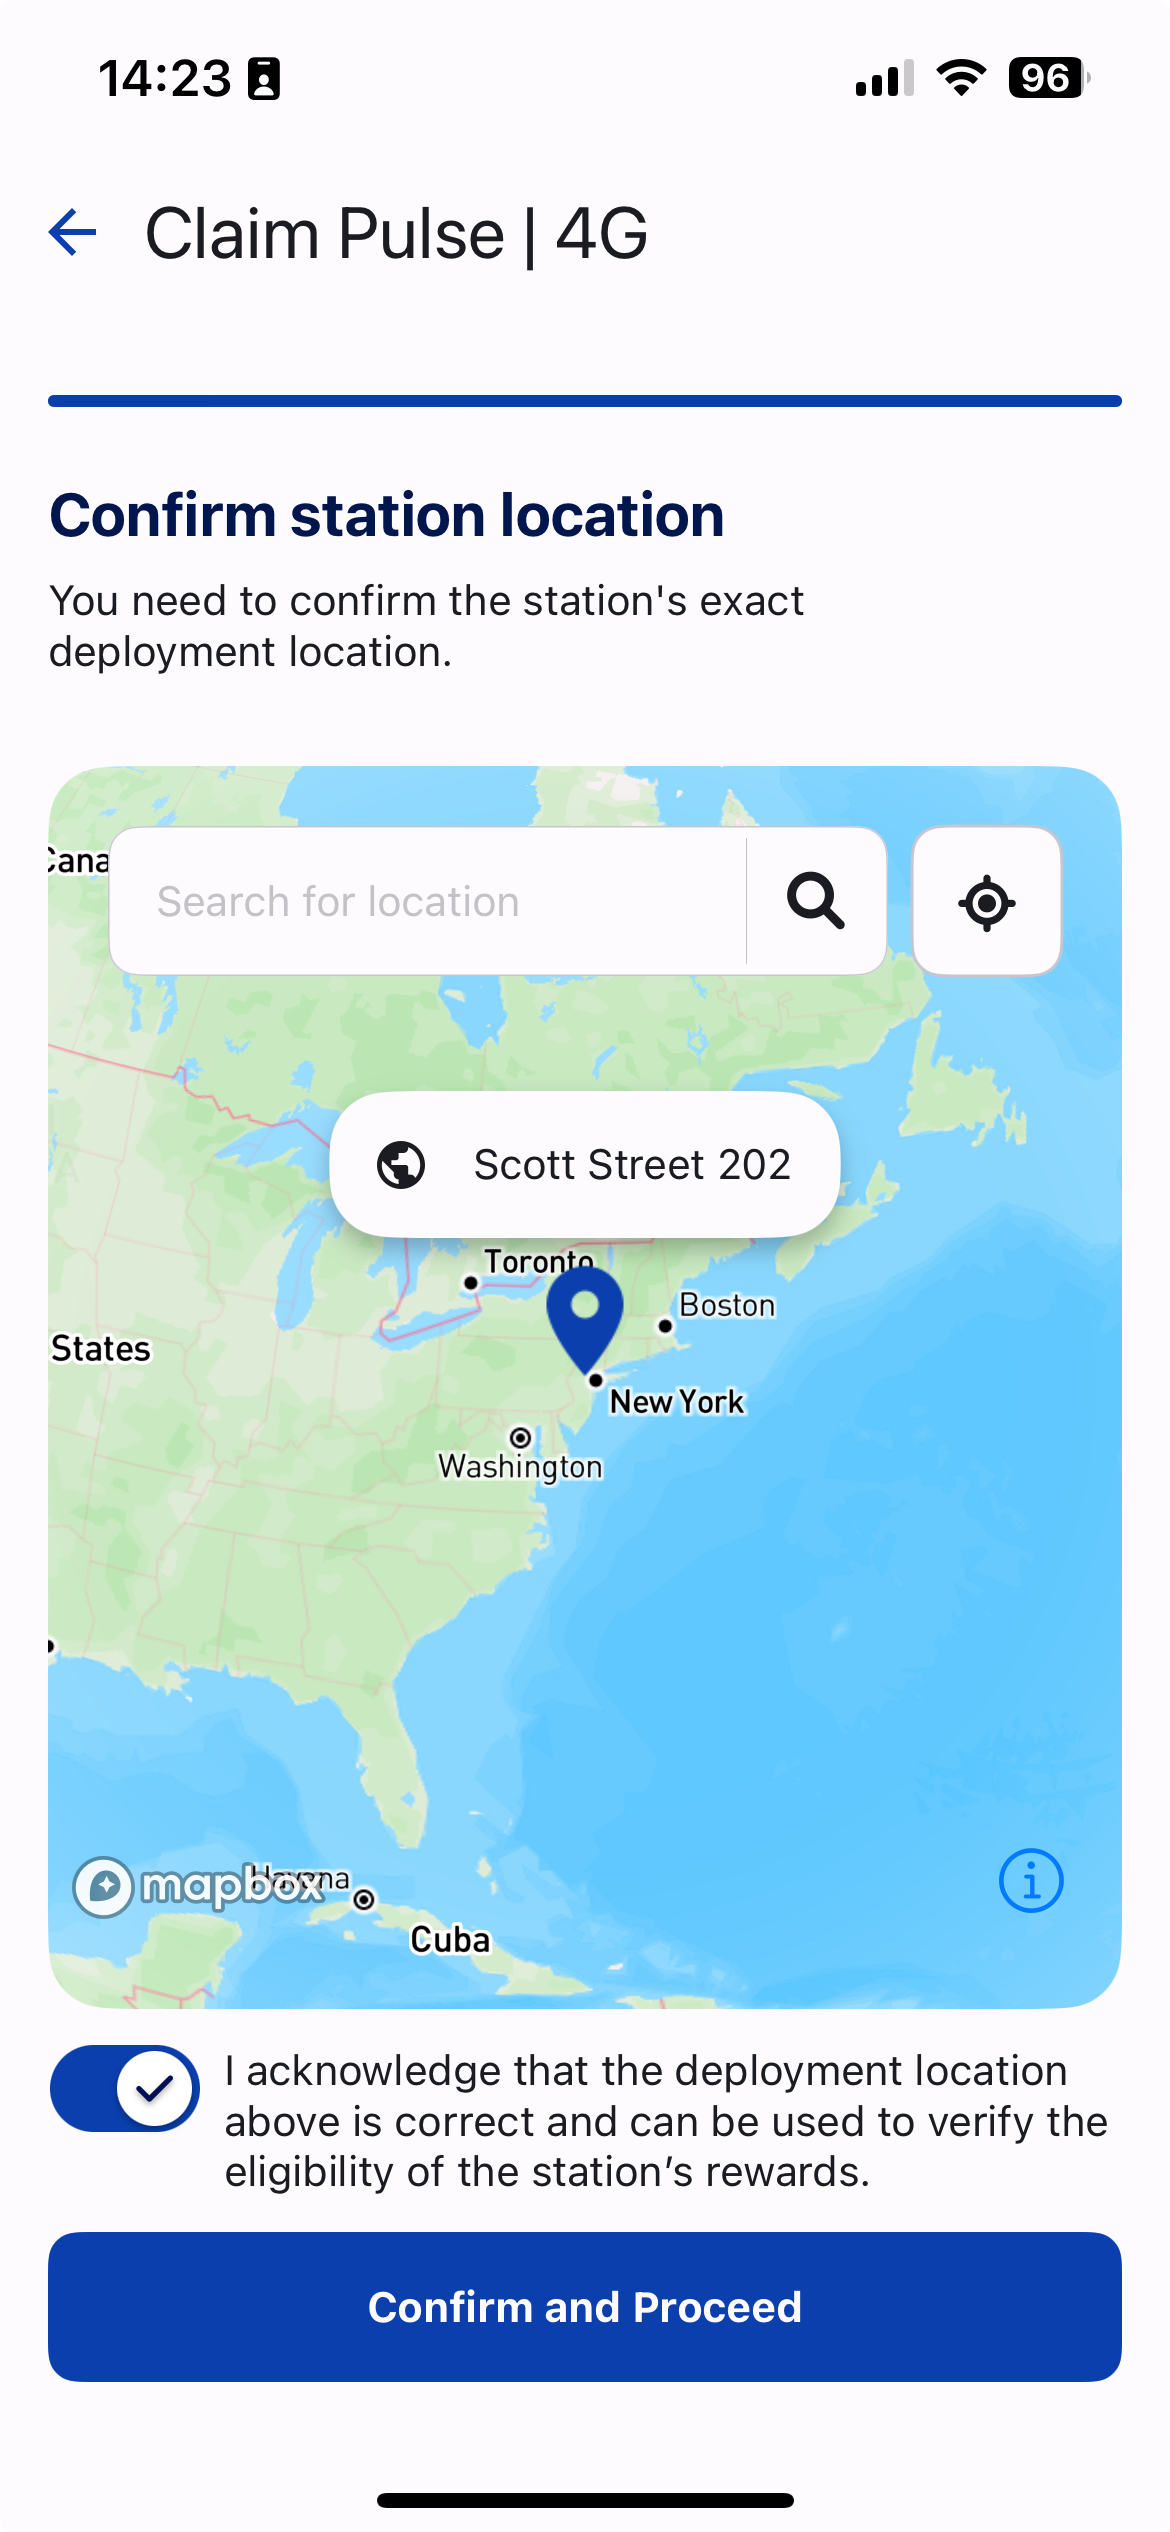 14:23
96
Claim Pulse | 4G
Confirm station location
You need to confirm the station's exact
deployment location.
Cana
Search for location
Scott Street 202
Toronto
Boston
States
New York
Washington
Havana
mapbox
Cuba
I acknowledge that the deployment location
above is correct and can be used to verify the
eligibility of the station’s rewards.
Confirm and Proceed